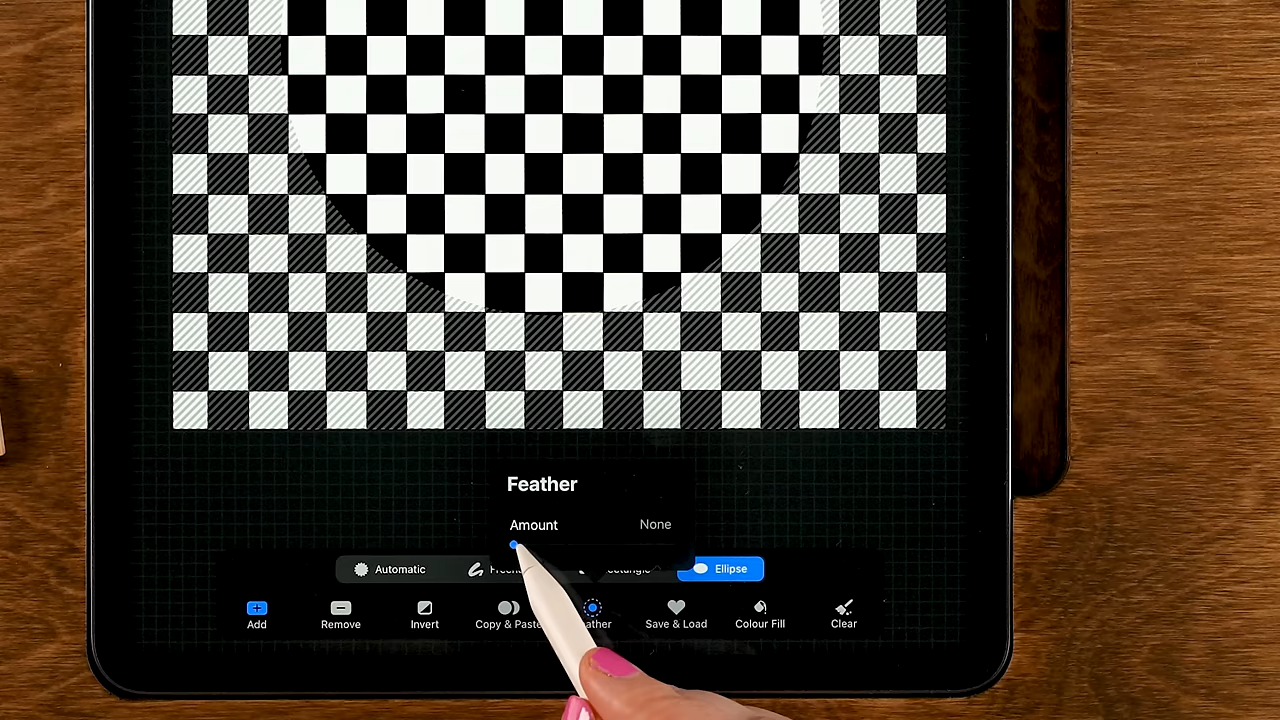 Feather
Amount None
Automatic Ellipse
Add Remove Invert Copy & Paste Save & Load Colour Fill Clear